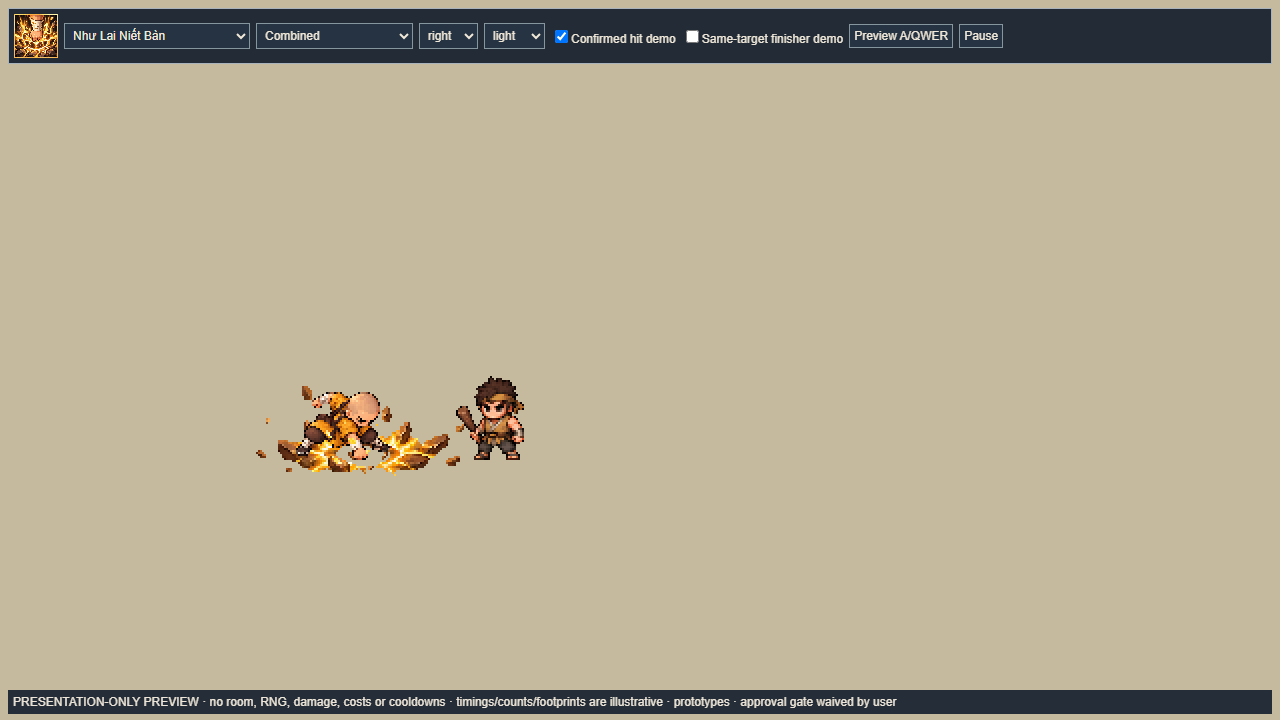 Như Lai Niết Bàn Combined right light Confirmed hit demo Same-target finisher demo Preview A/QWER Pause
PRESENTATION-ONLY PREVIEW · no room, RNG, damage, costs or cooldowns · timings/counts/footprints are illustrative · prototypes · approval gate waived by user